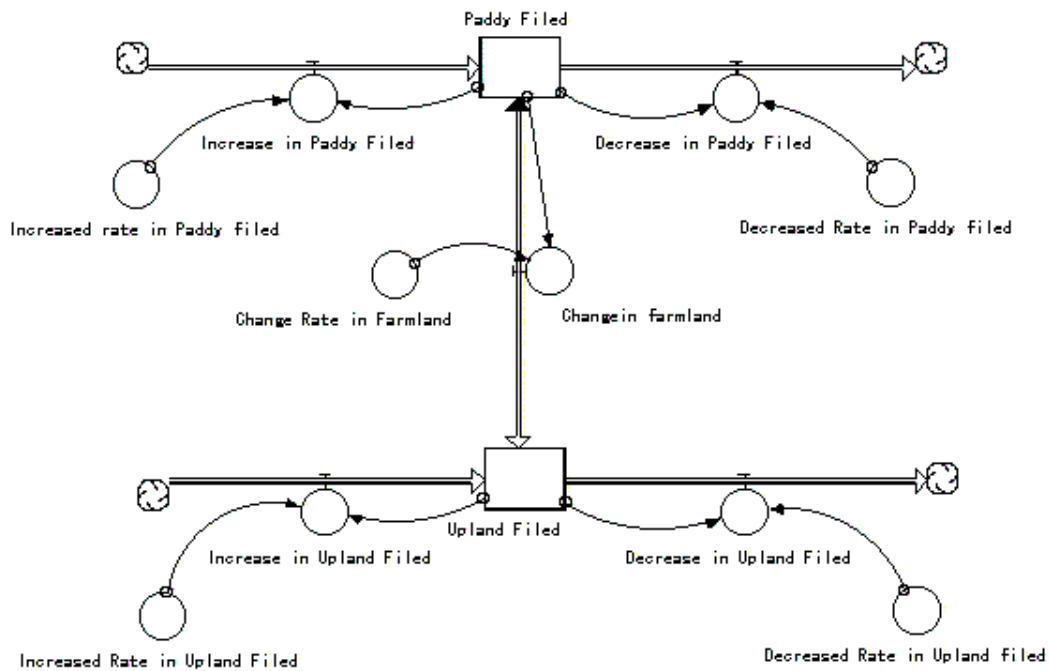 Paddy Filed
Increase in Paddy Filed
Decrease in Paddy Filed
Increased rate in Paddy filed
Decreased Rate in Paddy filed
Change Rate in Farmland
Changein farmland
Upland Filed
Increase in Upland Filed
Decrease in Upland Filed
Increased Rate in Upland Filed
Decreased Rate in Upland filed